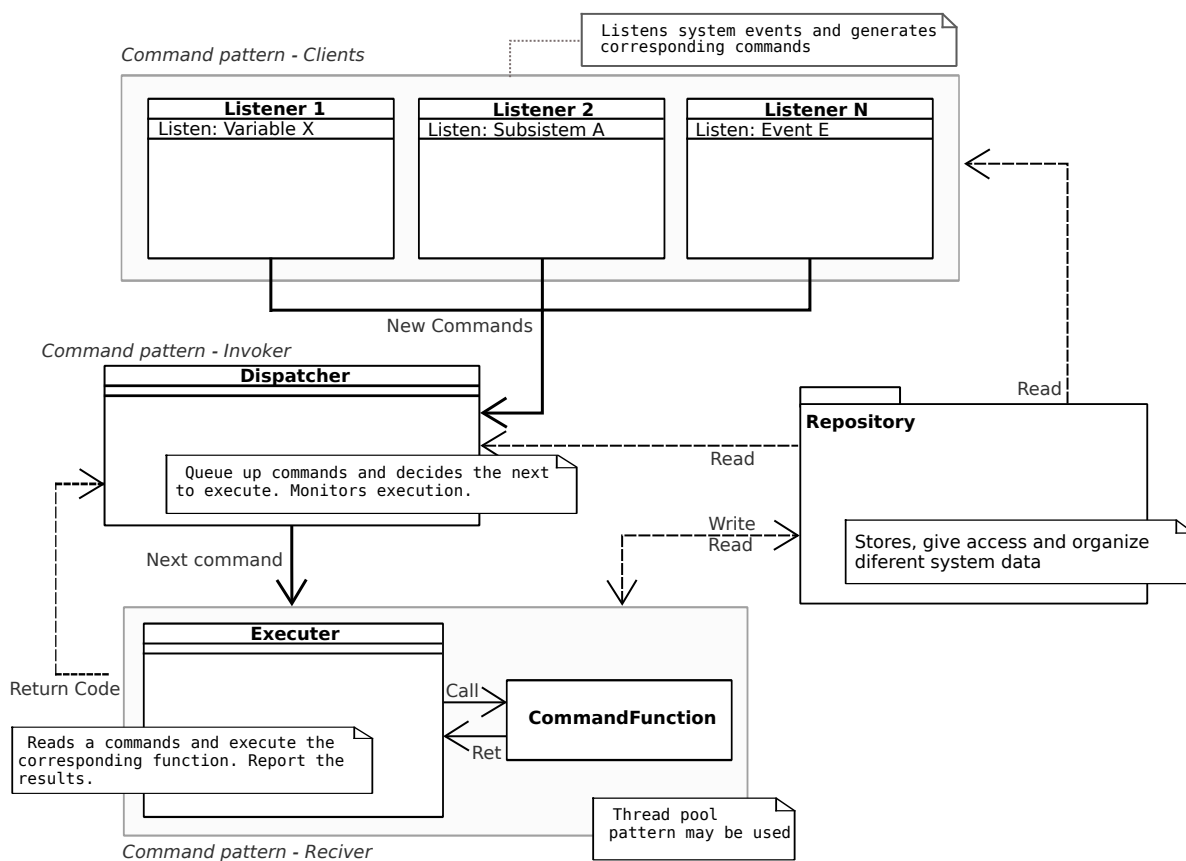 Listens system events and generates
corresponding commands
Command pattern - Clients
Listener 1
Listen: Variable X
Listener 2
Listen: Subsistem A
Listener N
Listen: Event E
New Commands
Command pattern - Invoker
Dispatcher
Queue up commands and decides the next
to execute. Monitors execution.
Read
Read
Repository
Write
Read
Stores, give access and organize
diferent system data
Next command
Return Code
Executer
Call
Ret
CommandFunction
Reads a commands and execute the
corresponding function. Report the
results.
Thread pool
pattern may be used
Command pattern - Reciver